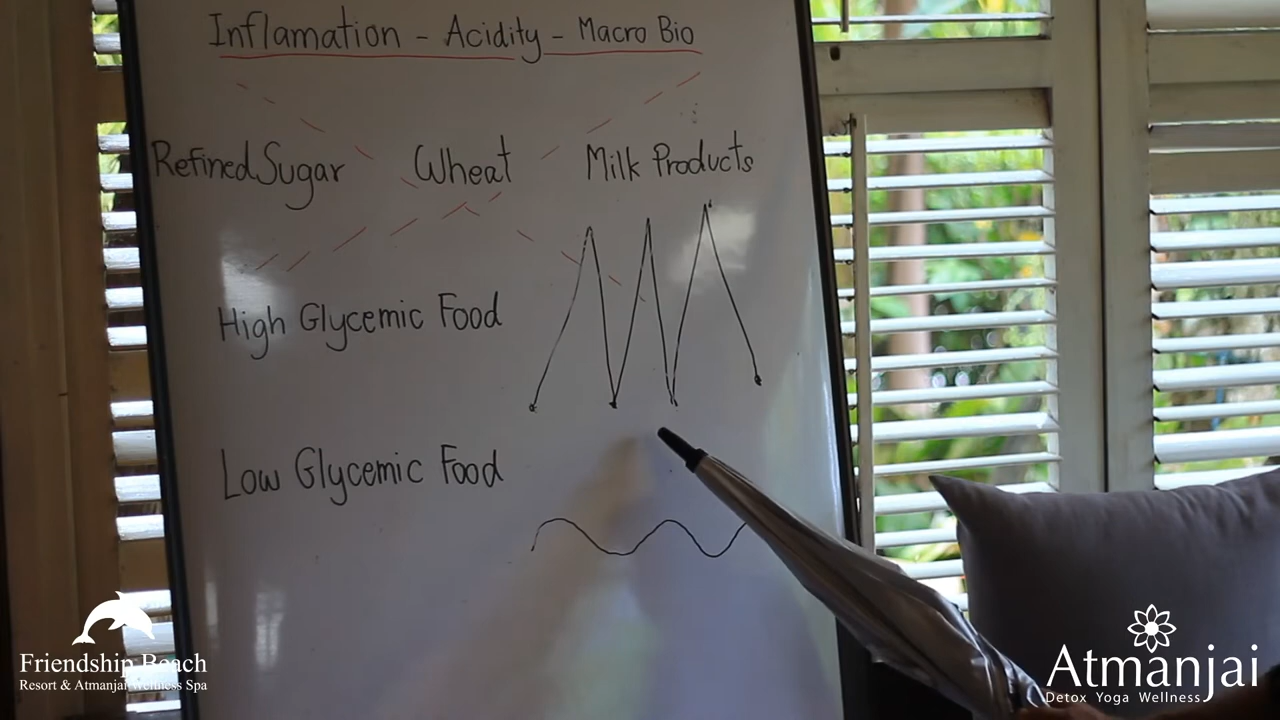 Inflamation - Acidity - Macro Bio
Refined Sugar Wheat Milk Products
High Glycemic Food
Low Glycemic Food
Friendship Beach
Resort & Atmanjai Wellness Spa
Atmanjai
Detox Yoga Wellness